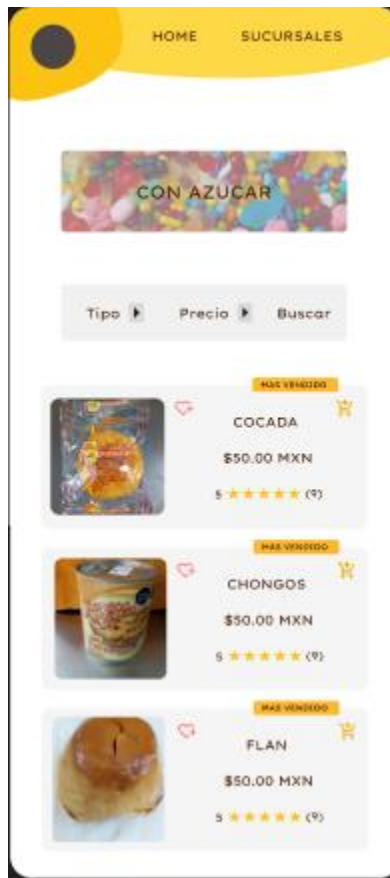 HOME SUCURSALES
CON AZUCAR
Tipo Precio Buscar
MAS VENDIDO
COCADA
$50.00 MXN
5 ★★★★★ (9)
MAS VENDIDO
CHONGOS
$50.00 MXN
5 ★★★★★ (9)
MAS VENDIDO
FLAN
$50.00 MXN
5 ★★★★★ (9)